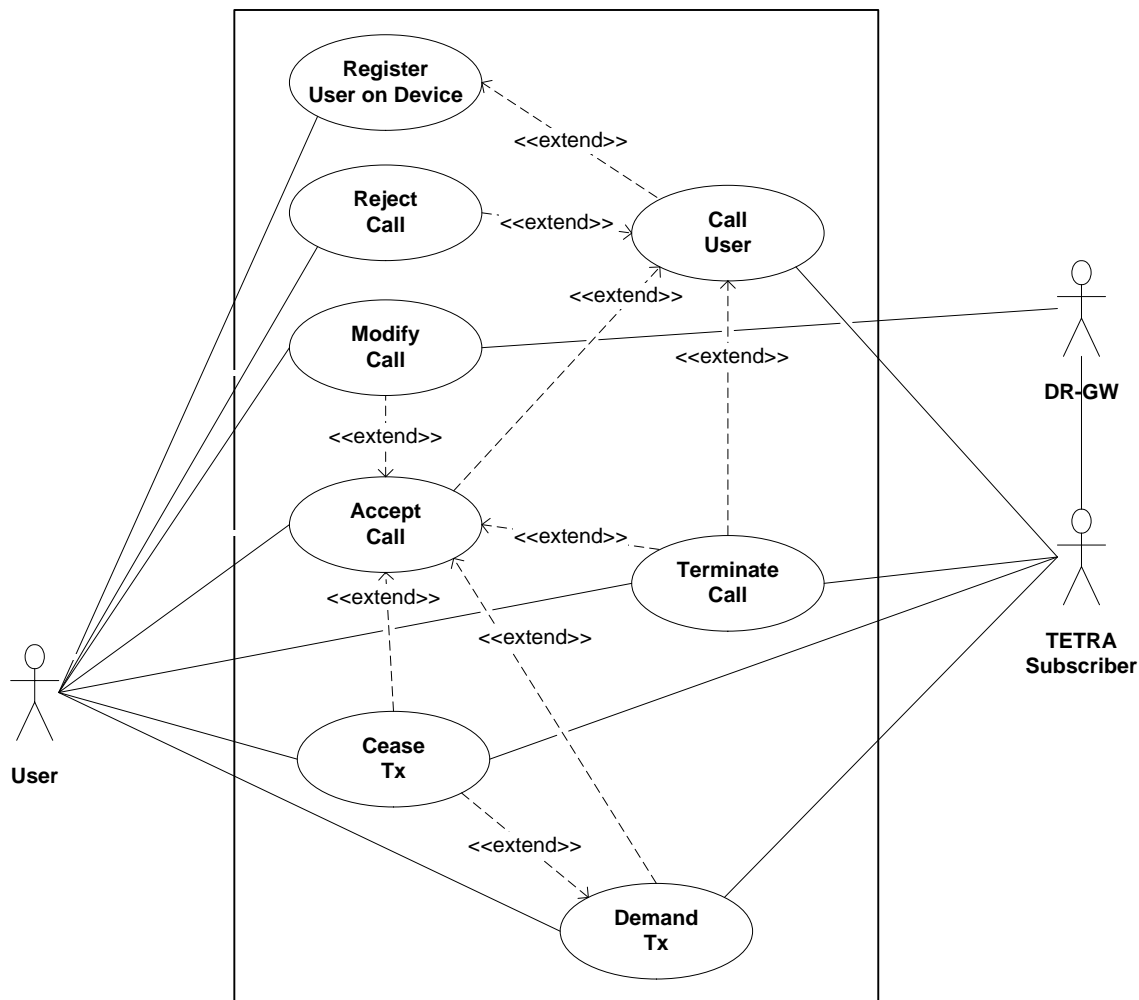 Register
User on Device
<<extend>>
Reject
Call
<<extend>>
Call
User
<<extend>>
Modify
Call
<<extend>>
DR-GW
<<extend>>
Accept
Call
<<extend>>
Terminate
Call
<<extend>>
<<extend>>
TETRA
Subscriber
User
Cease
Tx
<<extend>>
Demand
Tx